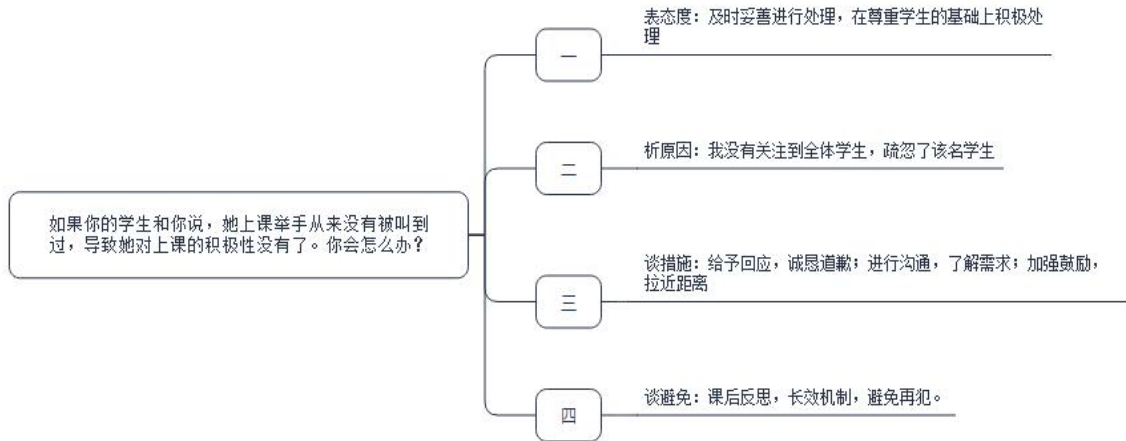 如果你的学生和你说，她上课举手从来没有被叫到
过，导致她对上课的积极性没有了。你会怎么办？
一
表态度：及时妥善进行处理，在尊重学生的基础上积极处
理
二
析原因：我没有关注到全体学生，疏忽了该名学生
三
谈措施：给予回应，诚恳道歉；进行沟通，了解需求；加强鼓励，
拉近距离
四
谈避免：课后反思，长效机制，避免再犯。